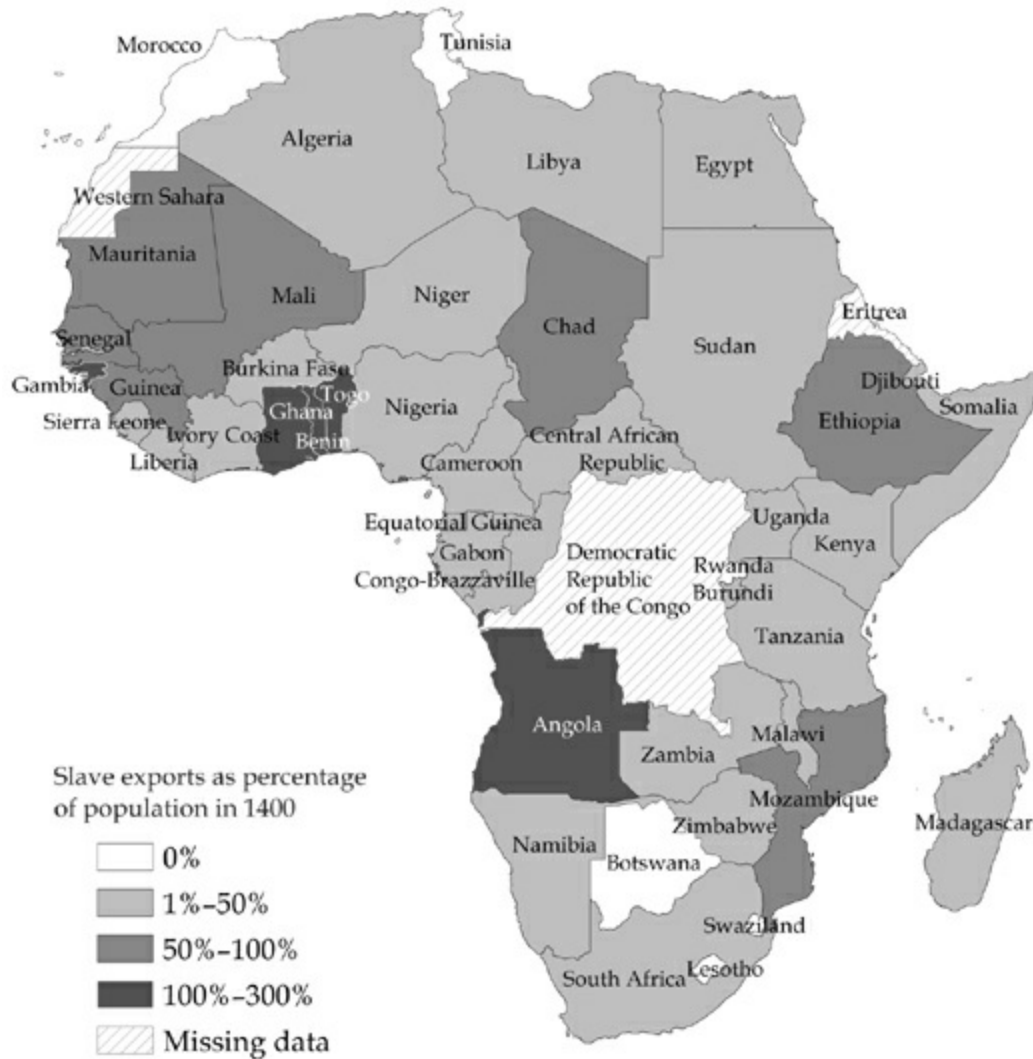 Morocco
Tunisia
Algeria
Libya
Egypt
Western Sahara
Mauritania
Mali
Niger
Chad
Sudan
Eritrea
Senegal
Gambia
Guinea
Burkina Faso
Djibouti
Somalia
Sierra Leone
Ghana
Togo
Nigeria
Ethiopia
Ivory Coast
Benin
Liberia
Cameroon
Central African
Republic
Equatorial Guinea
Uganda
Kenya
Gabon
Democratic
Republic
of the Congo
Rwanda
Congo-Brazzaville
Burundi
Tanzania
Angola
Malawi
Zambia
Mozambique
Zimbabwe
Madagascar
Namibia
Botswana
Swaziland
South Africa
Lesotho
Slave exports as percentage
of population in 1400
0%
1%–50%
50%–100%
100%–300%
Missing data